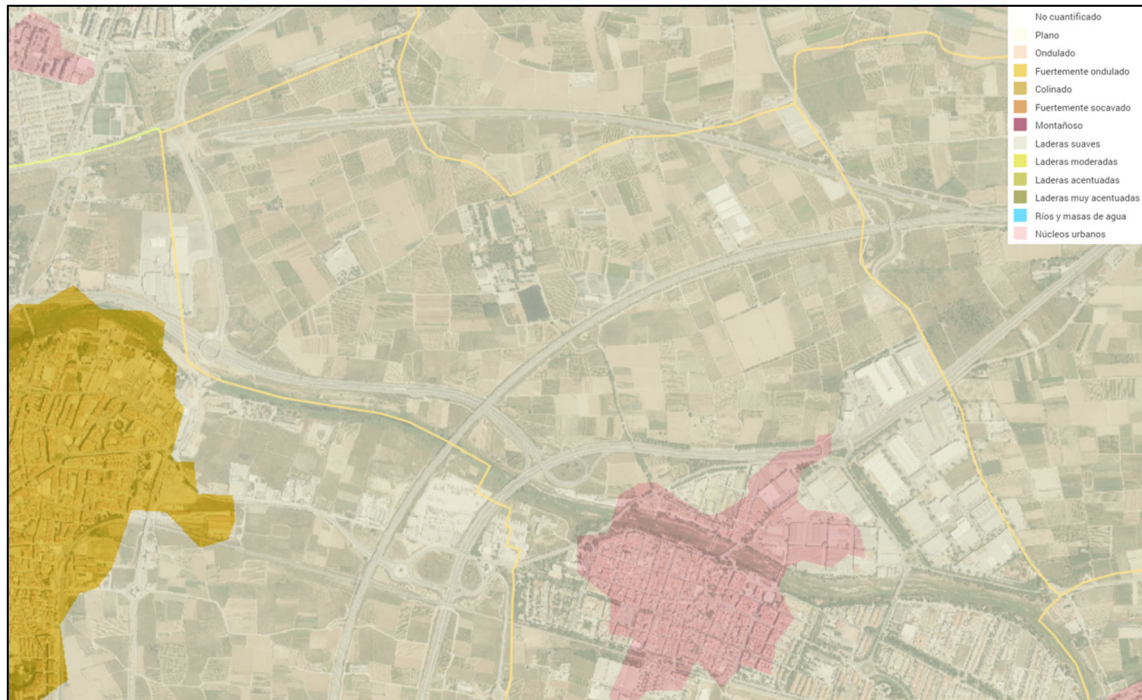 No cuantificado
Plano
Ondulado
Fuertemente ondulado
Colinado
Fuertemente socavado
Montañoso
Laderas suaves
Laderas moderadas
Laderas acentuadas
Laderas muy acentuadas
Ríos y masas de agua
Núcleos urbanos